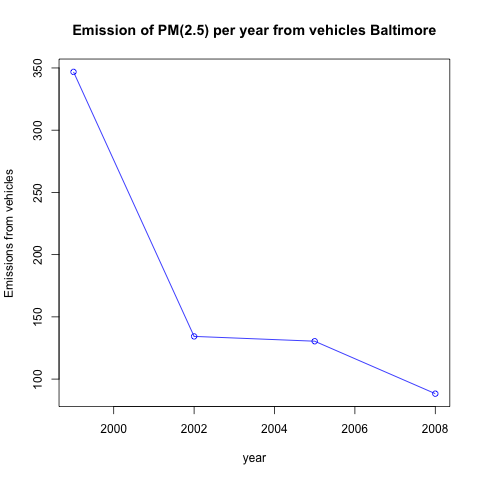 Emission of PM(2.5) per year from vehicles Baltimore
Emissions from vehicles
350
300
250
200
150
100
2000 2002 2004 2006 2008
year